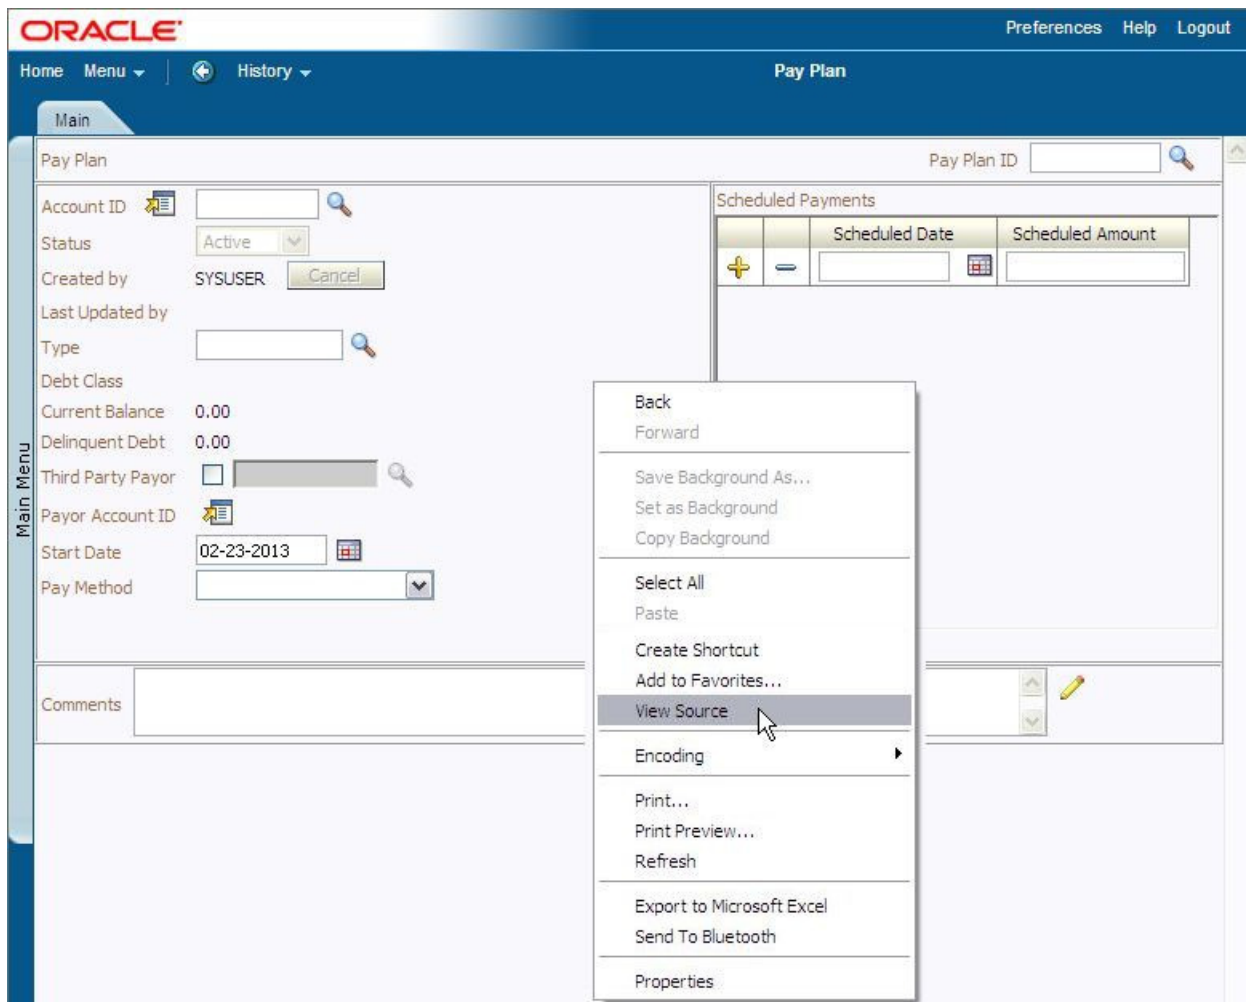 ORACLE
Preferences Help Logout
Home Menu History Pay Plan
Main
Main Menu
Pay Plan Pay Plan ID
Account ID
Status Active
Created by SYSUSER Cancel
Last Updated by
Type
Debt Class
Current Balance 0.00
Delinquent Debt 0.00
Third Party Payor
Payor Account ID
Start Date 02-23-2013
Pay Method
Scheduled Payments
Scheduled Date Scheduled Amount
Comments
Back
Forward
Save Background As...
Set as Background
Copy Background
Select All
Paste
Create Shortcut
Add to Favorites...
View Source
Encoding
Print...
Print Preview...
Refresh
Export to Microsoft Excel
Send To Bluetooth
Properties